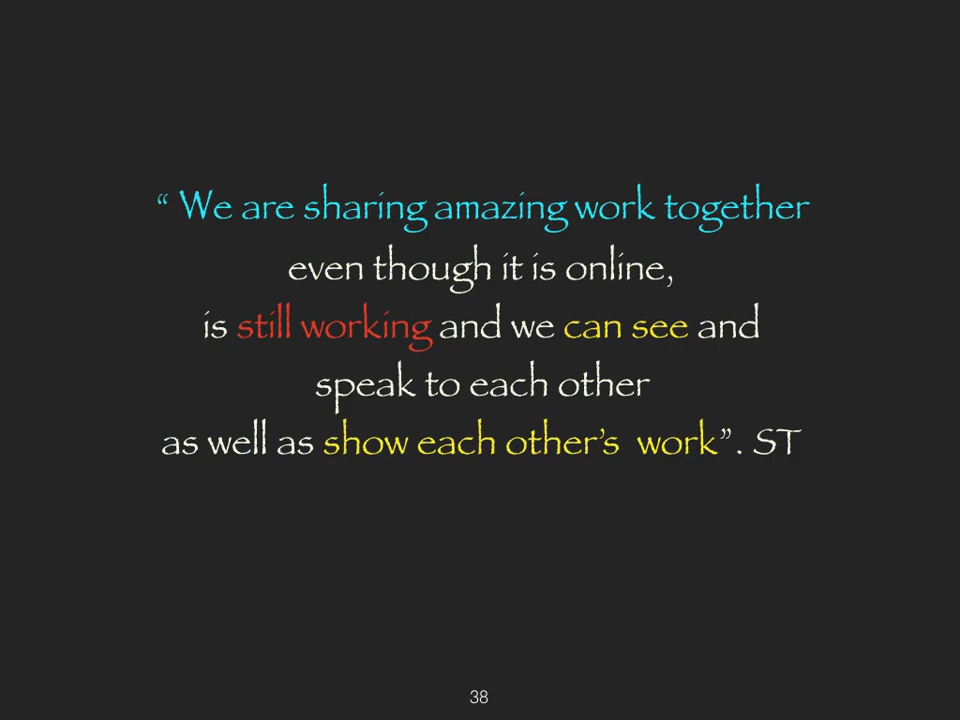 “ We are sharing amazing work together
even though it is online,
is still working and we can see and
speak to each other
as well as show each other’s  work”. ST
38